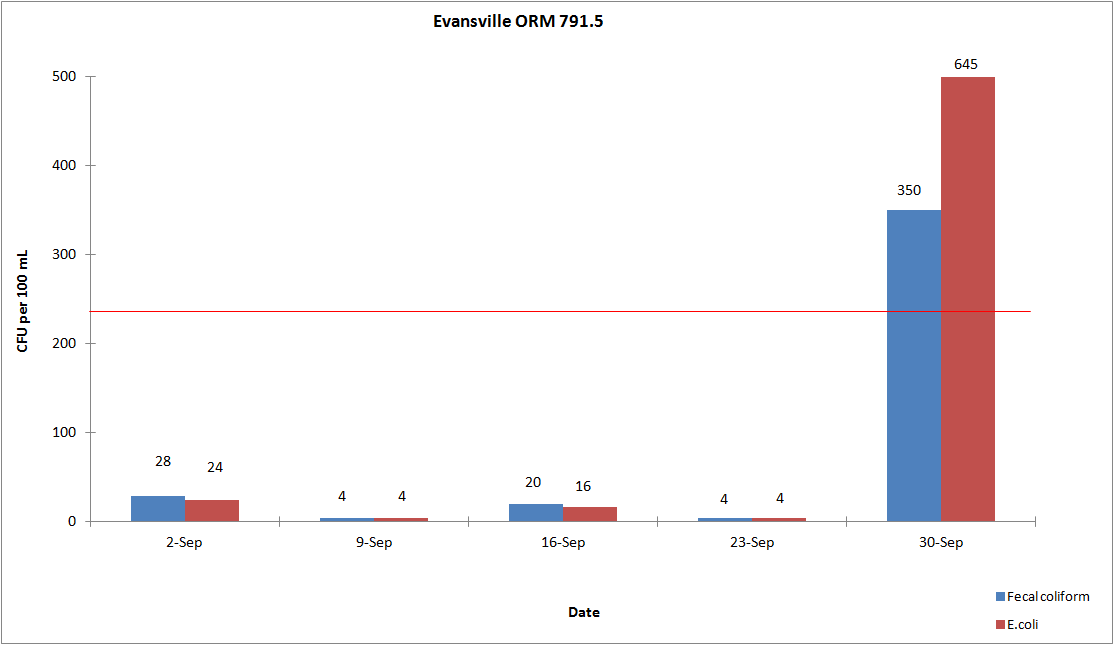 Evansville ORM 791.5
CFU per 100 mL
500
400
300
200
100
0
28
24
4
4
20
16
4
4
350
645
2-Sep
9-Sep
16-Sep
23-Sep
30-Sep
Date
Fecal coliform
E.coli